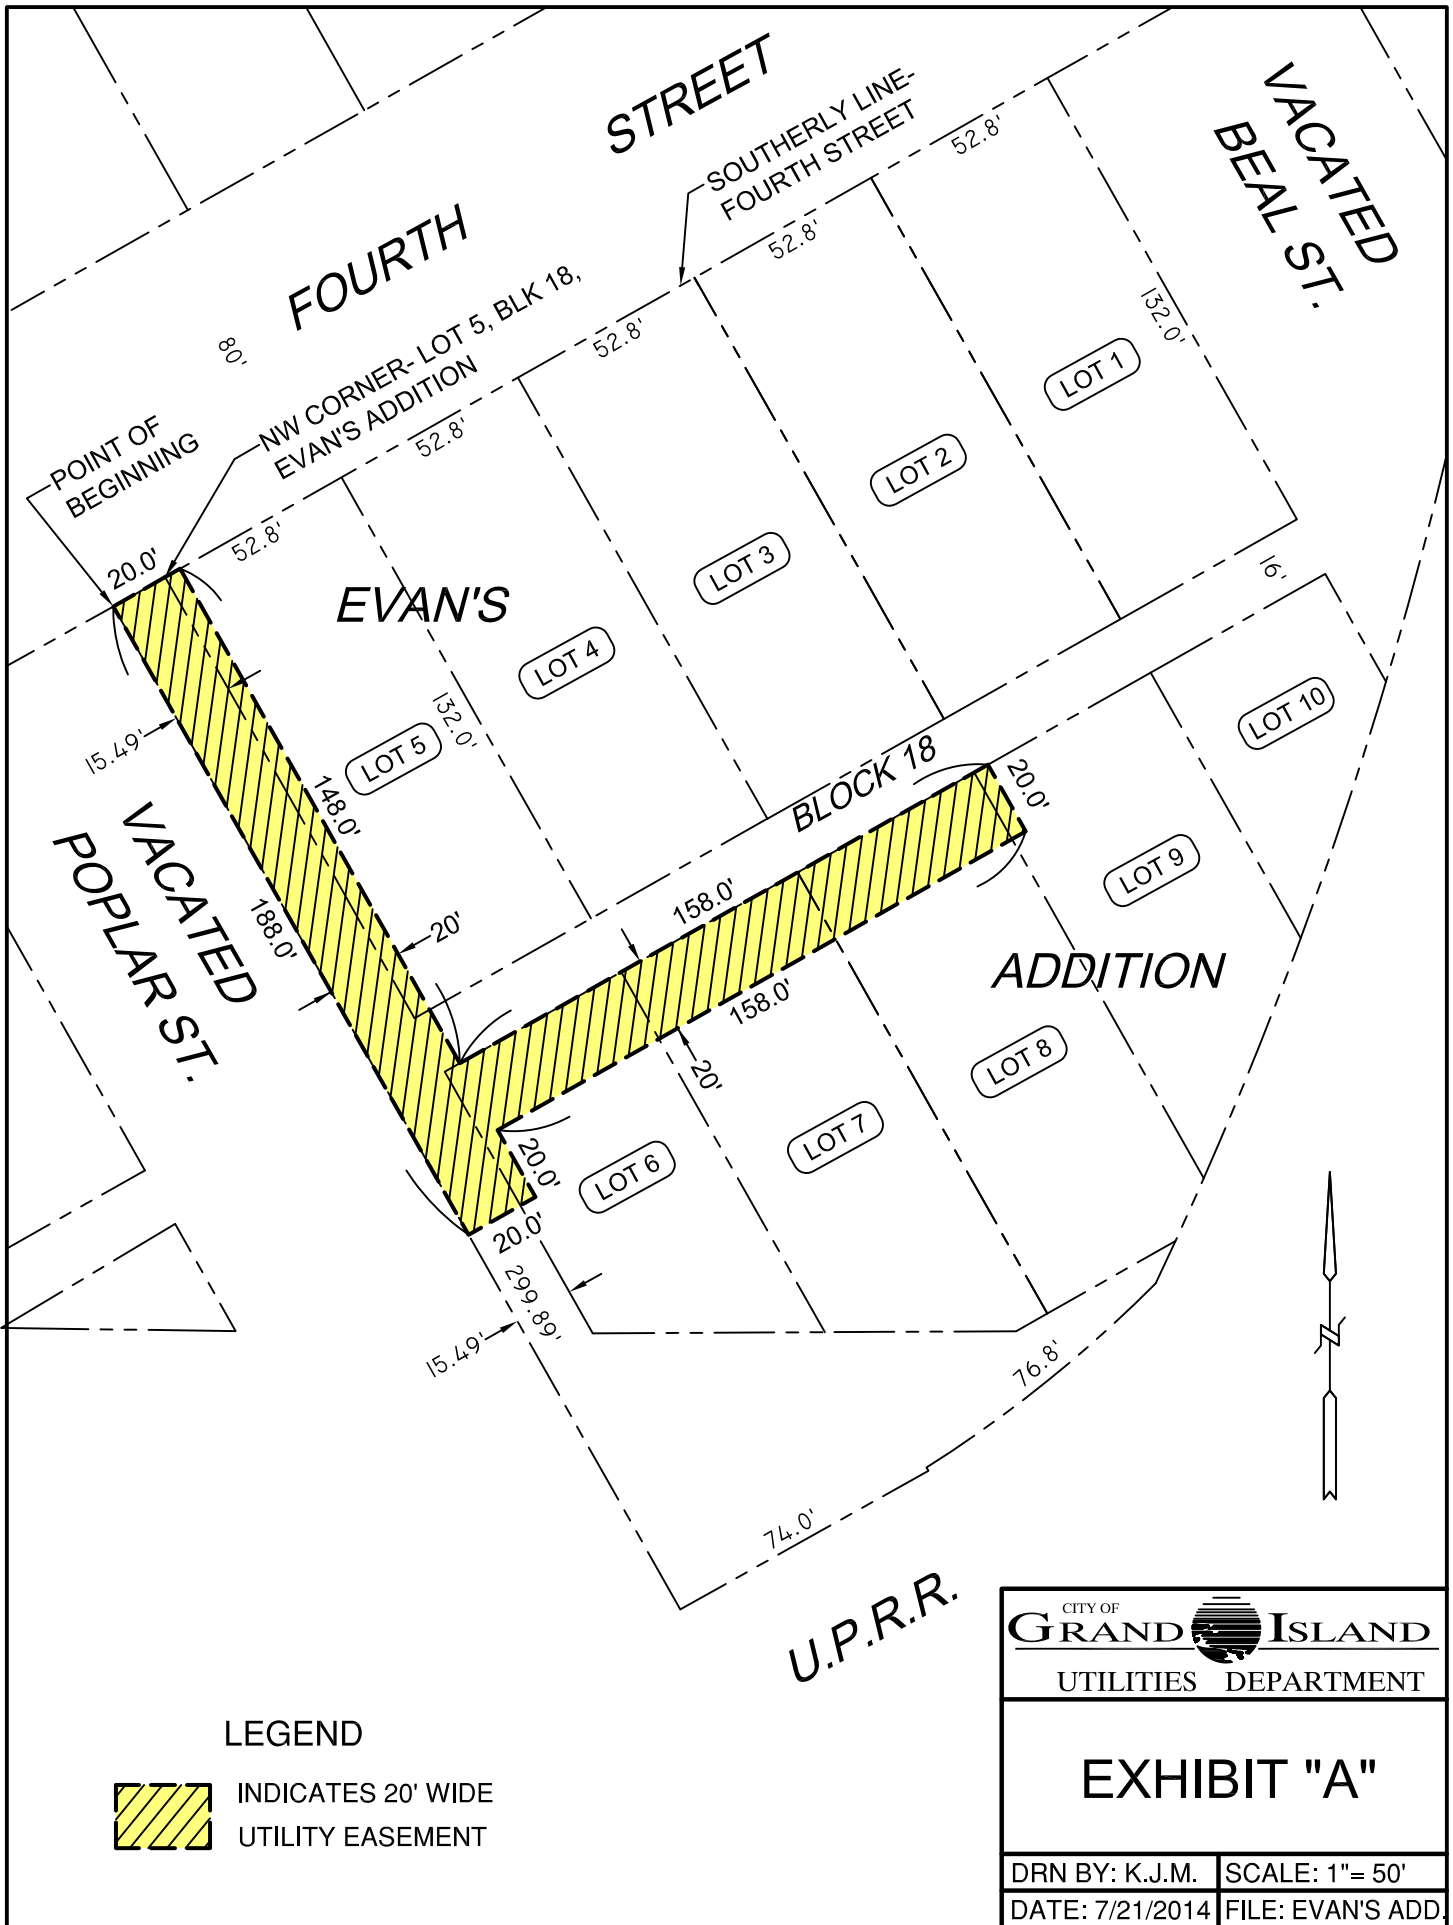 STREET
FOURTH
VACATED
BEAL ST.
SOUTHERLY LINE-
FOURTH STREET
52.8'
52.8'
52.8'
52.8'
52.8'
132.0'
80'
NW CORNER- LOT 5, BLK 18,
EVAN'S ADDITION
POINT OF
BEGINNING
20.0'
LOT 1
LOT 2
LOT 3
LOT 4
LOT 5
EVAN'S
132.0'
16'
15.49'
148.0'
VACATED
POPLAR ST.
188.0'
20'
BLOCK 18
158.0'
158.0'
20.0'
20'
LOT 10
LOT 9
ADDITION
LOT 8
LOT 7
LOT 6
20.0'
20.0'
299.89'
15.49'
76.8'
74.0'
U.P.R.R.
LEGEND
INDICATES 20' WIDE
UTILITY EASEMENT
CITY OF
GRAND ISLAND
UTILITIES DEPARTMENT
EXHIBIT "A"
DRN BY: K.J.M.
SCALE: 1"= 50'
DATE: 7/21/2014
FILE: EVAN'S ADD.